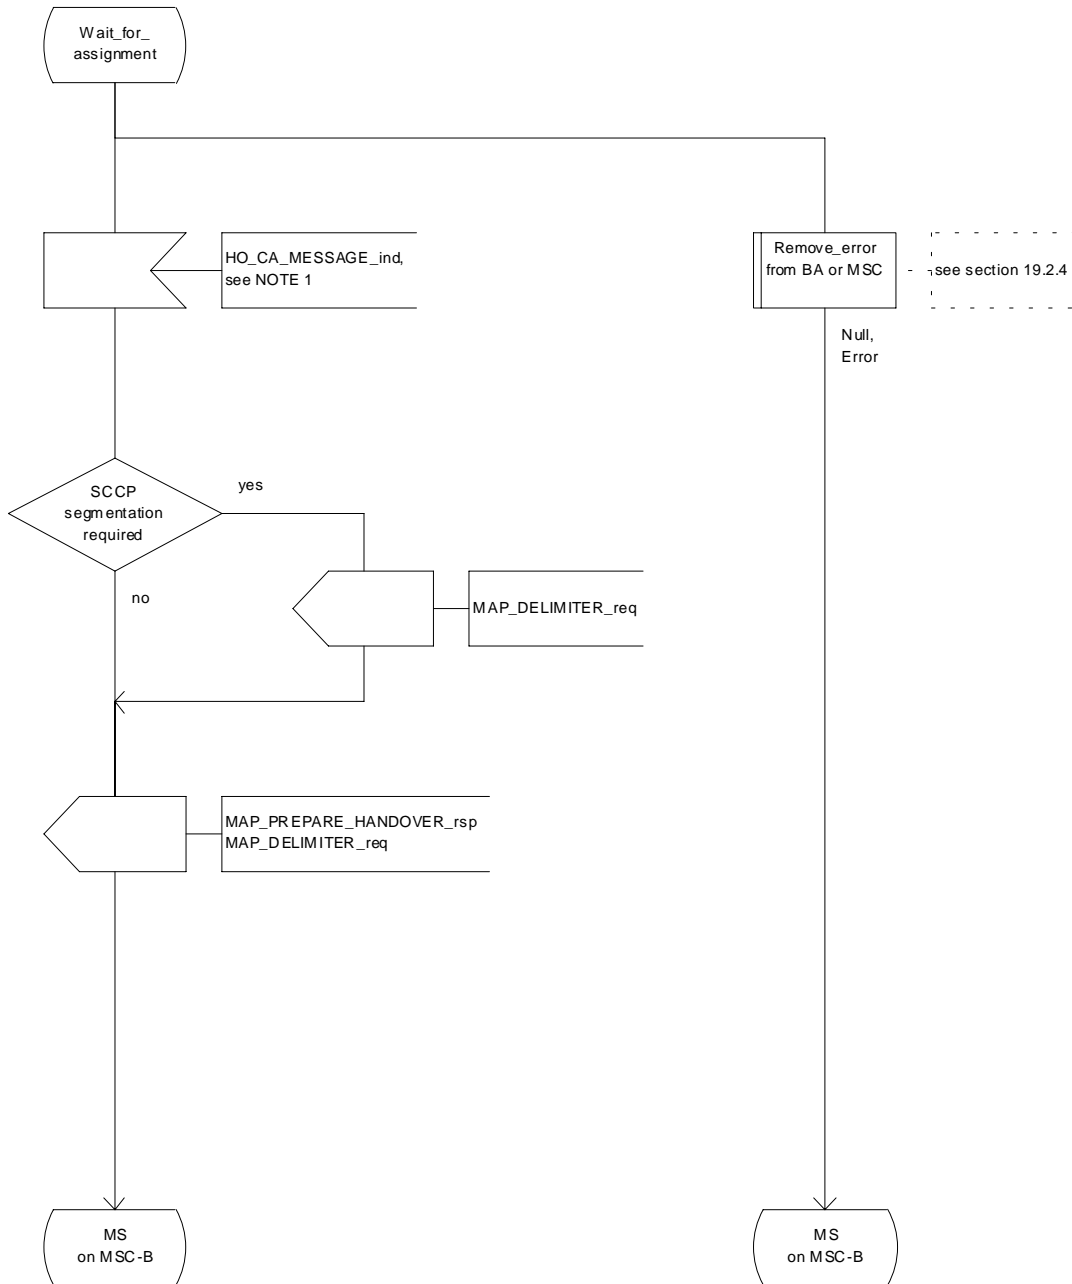 Wait_for_
assignment
HO_CA_MESSAGE_ind,
see NOTE 1
Remove_error
from BA or MSC
see section 19.2.4
Null,
Error
SCCP
segmentation
required
yes
no
MAP_DELIMITER_req
MAP_PREPARE_HANDOVER_rsp
MAP_DELIMITER_req
MS
on MSC-B
MS
on MSC-B